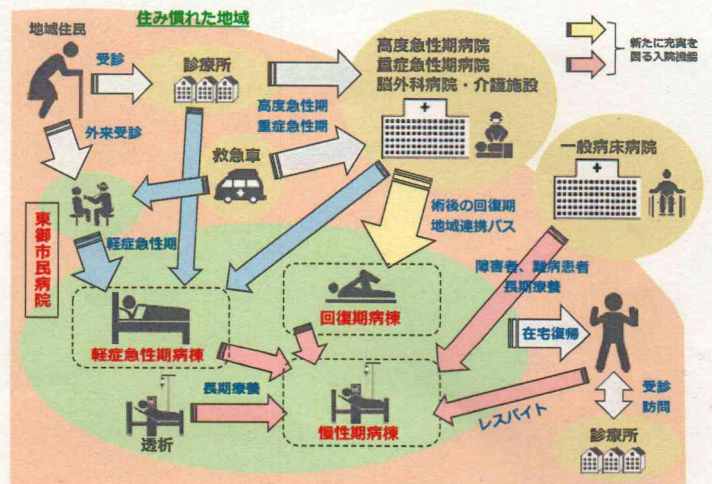 住み慣れた地域
地域住民
受診
診療所
高度急性期病院
重症急性期病院
脳外科病院・介護施設
新たに充実を
図る入院機能
高度急性期
重症急性期
外来受診
救急車
一般病床病院
東御市民病院
軽症急性期
術後の回復期
地域連携パス
障害者、難病患者
長期療養
回復期病棟
軽症急性期病棟
在宅復帰
長期療養
透析
慢性期病棟
レスパイト
受診
訪問
診療所